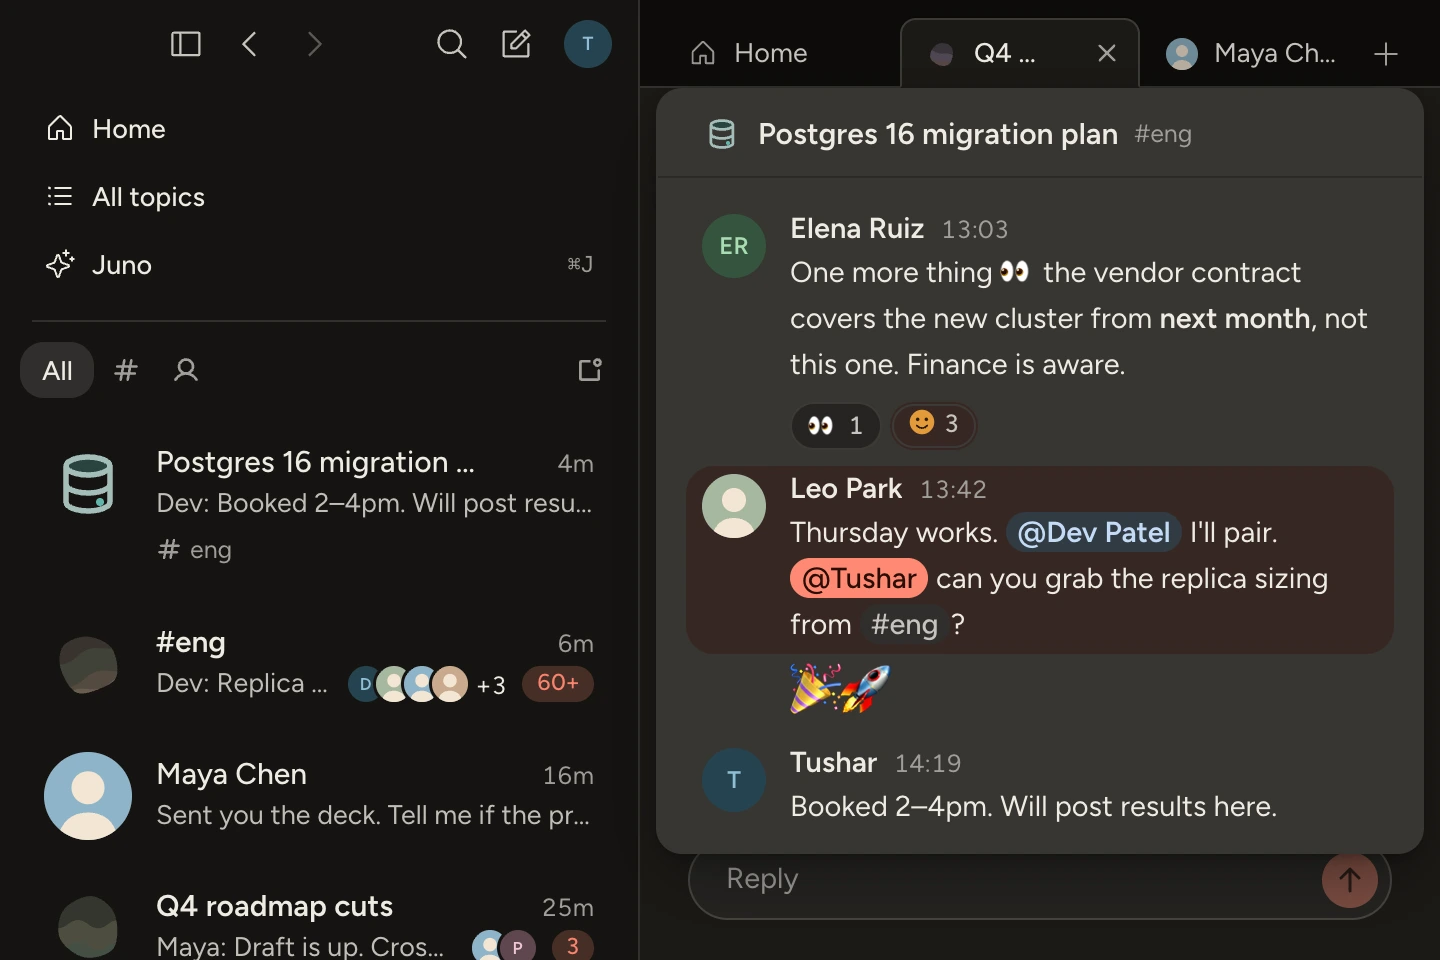 T
Home
All topics
Juno ⌘J
All #
Postgres 16 migration ... 4m
Dev: Booked 2–4pm. Will post resu...
# eng
#eng 6m
Dev: Replica ... D +3 60+
Maya Chen 16m
Sent you the deck. Tell me if the pr...
Q4 roadmap cuts 25m
Maya: Draft is up. Cros... P 3
Home Q4 ... Maya Ch...
Postgres 16 migration plan #eng
ER Elena Ruiz 13:03
One more thing 👀 the vendor contract
covers the new cluster from next month, not
this one. Finance is aware.
👀 1 🙂 3
Leo Park 13:42
Thursday works. @Dev Patel I'll pair.
@Tushar can you grab the replica sizing
from #eng ?
🎉🚀
T Tushar 14:19
Booked 2–4pm. Will post results here.
Reply